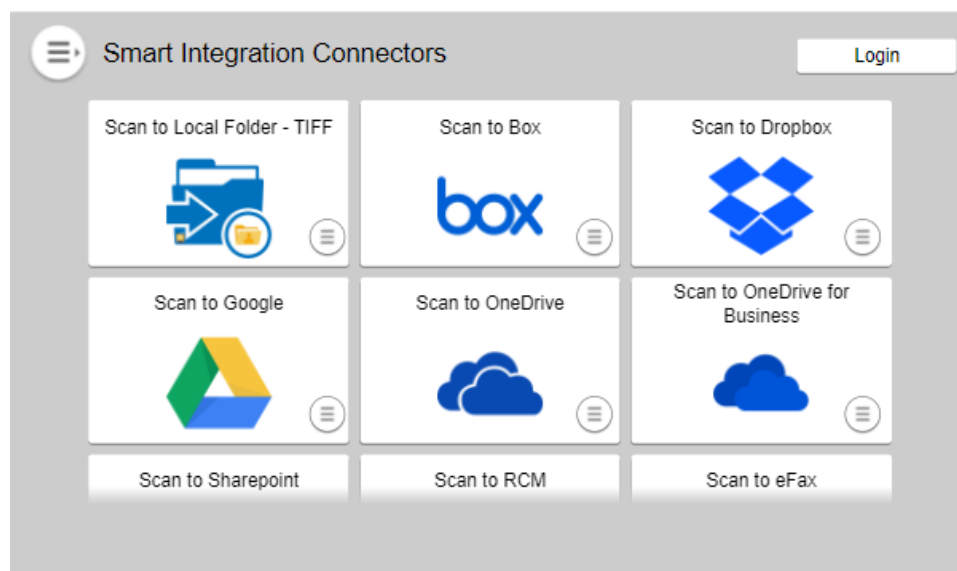 Smart Integration Connectors
Login
Scan to Local Folder - TIFF
Scan to Box
Scan to Dropbox
box
Scan to Google
Scan to OneDrive
Scan to OneDrive for
Business
Scan to Sharepoint
Scan to RCM
Scan to eFax